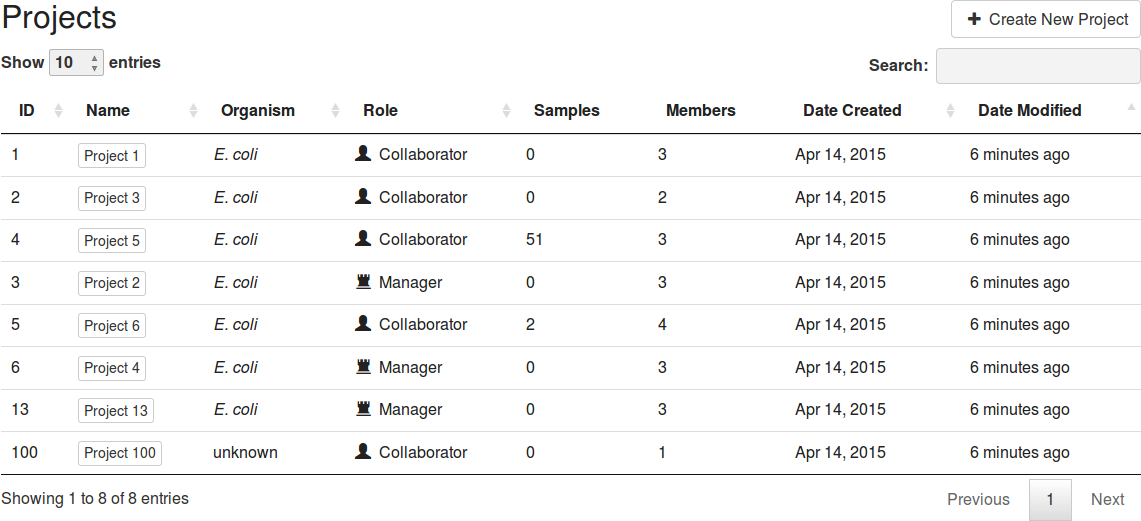 Projects
Create New Project
Show 10 entries
Search:
ID Name Organism Role Samples Members Date Created Date Modified
1 Project 1 E. coli Collaborator 0 3 Apr 14, 2015 6 minutes ago
2 Project 3 E. coli Collaborator 0 2 Apr 14, 2015 6 minutes ago
4 Project 5 E. coli Collaborator 51 3 Apr 14, 2015 6 minutes ago
3 Project 2 E. coli Manager 0 3 Apr 14, 2015 6 minutes ago
5 Project 6 E. coli Collaborator 2 4 Apr 14, 2015 6 minutes ago
6 Project 4 E. coli Manager 0 3 Apr 14, 2015 6 minutes ago
13 Project 13 E. coli Manager 0 3 Apr 14, 2015 6 minutes ago
100 Project 100 unknown Collaborator 0 1 Apr 14, 2015 6 minutes ago
Showing 1 to 8 of 8 entries
Previous 1 Next